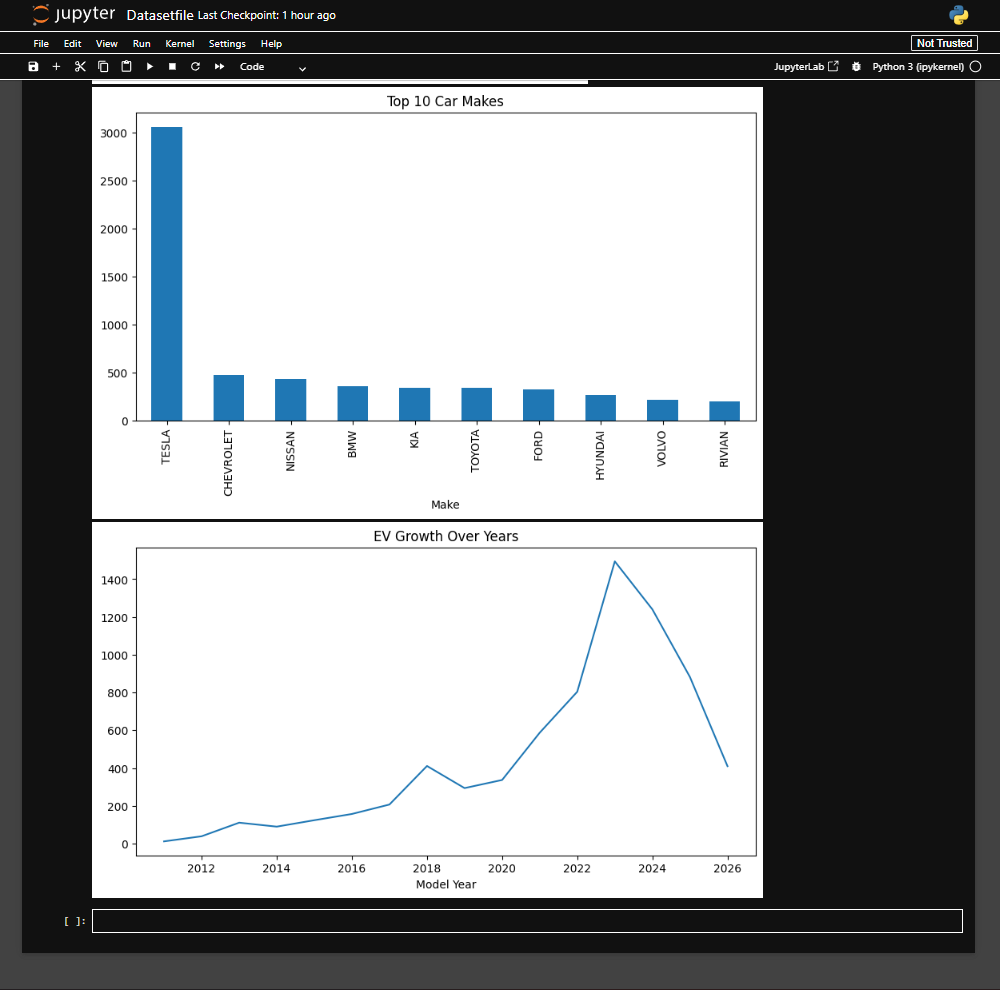 jupyter Datasetfile Last Checkpoint: 1 hour ago
File Edit View Run Kernel Settings Help Not Trusted
Code JupyterLab Python 3 (ipykernel)
Top 10 Car Makes
3000
2500
2000
1500
1000
500
0
TESLA CHEVROLET NISSAN BMW KIA TOYOTA FORD HYUNDAI VOLVO RIVIAN
Make
EV Growth Over Years
1400
1200
1000
800
600
400
200
0
2012 2014 2016 2018 2020 2022 2024 2026
Model Year
[ ]: